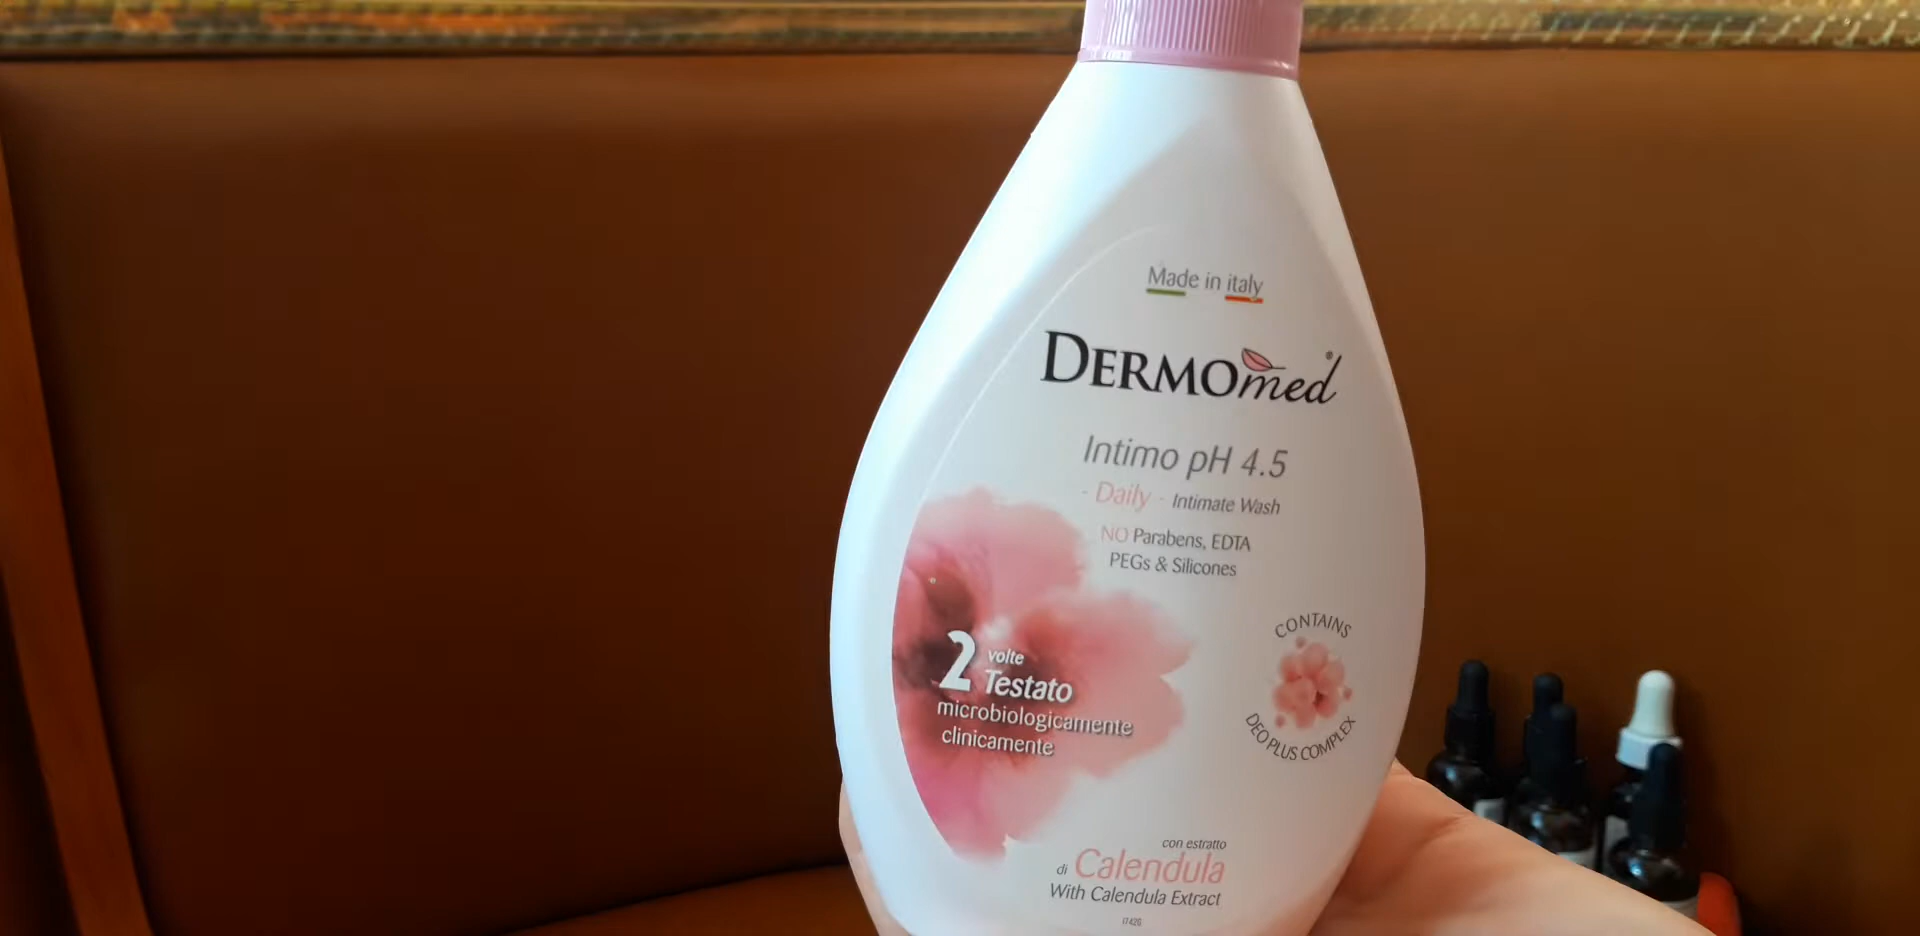 Made in italy
DERMOmed®
Intimo pH 4.5
- Daily - Intimate Wash
NO Parabens, EDTA
PEGs & Silicones
CONTAINS
DEO PLUS COMPLEX
2 volte
Testato
microbiologicamente
clinicamente
con estratto
di Calendula
With Calendula Extract